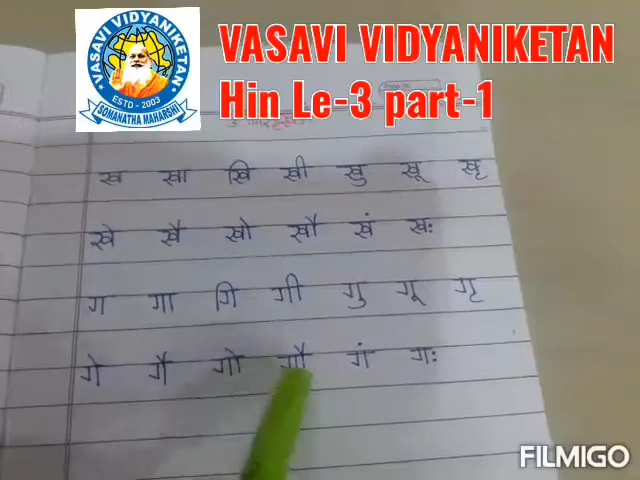 VASAVI VIDYANIKETAN
ESTD - 2003
SOMANATHA MAHARSHI
VASAVI VIDYANIKETAN
Hin Le-3 part-1
ख खा खि खी खु खू खृ
खे खै खो खौ खं खः
ग गा गि गी गु गू गृ
गे गै गो गौ गं गः
FILMIGO